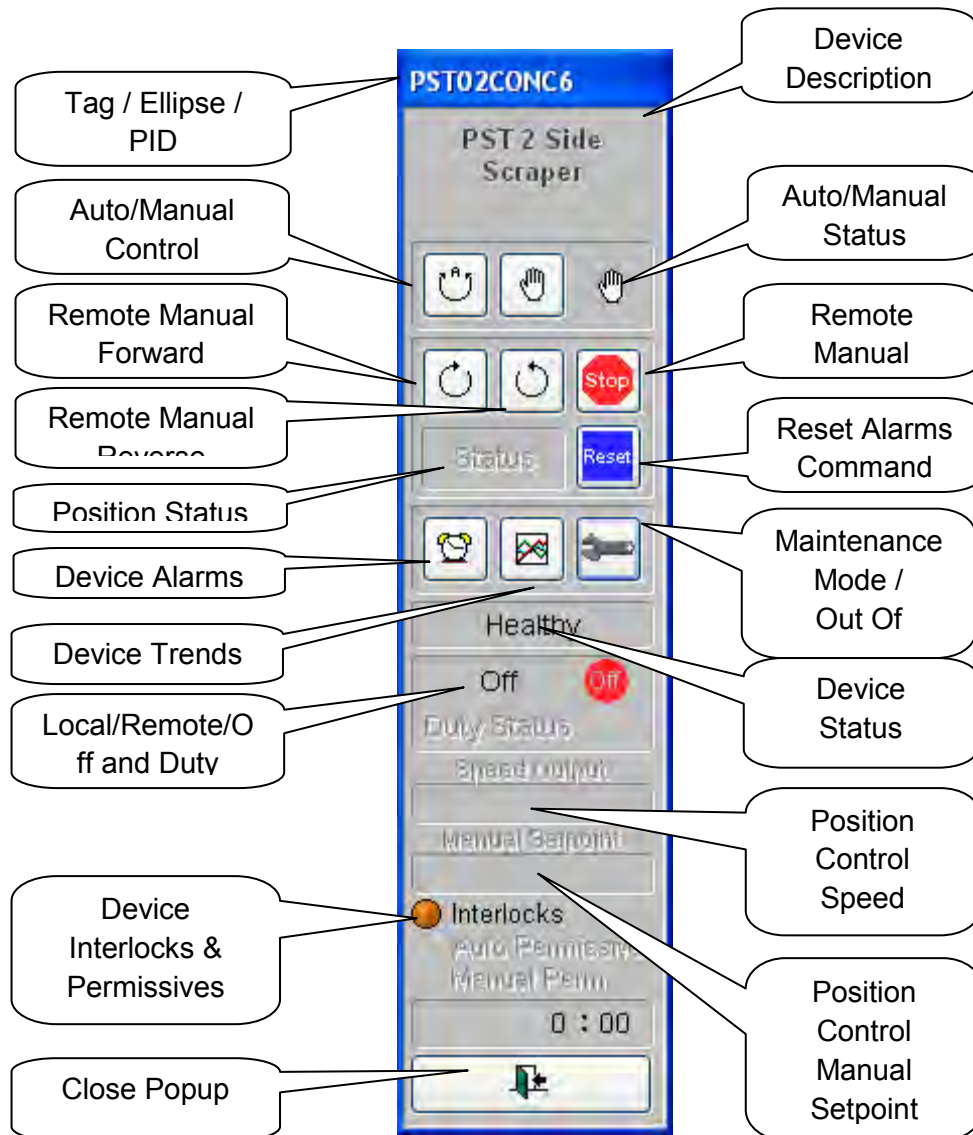 Tag / Ellipse /
PID
Auto/Manual
Control
Remote Manual
Forward
Remote Manual
Reverse
Position Status
Device Alarms
Device Trends
Local/Remote/O
ff and Duty
Device
Interlocks &
Permissives
Close Popup
PST02CONC6
PST 2 Side
Scraper
A
Stop
Status
Reset
Healthy
Off
Off
Duty Status
Speed Output
Manual Setpoint
Interlocks
Auto Permissive
Manual Perm
0 : 00
Device
Description
Auto/Manual
Status
Remote
Manual
Reset Alarms
Command
Maintenance
Mode /
Out Of
Device
Status
Position
Control
Speed
Position
Control
Manual
Setpoint